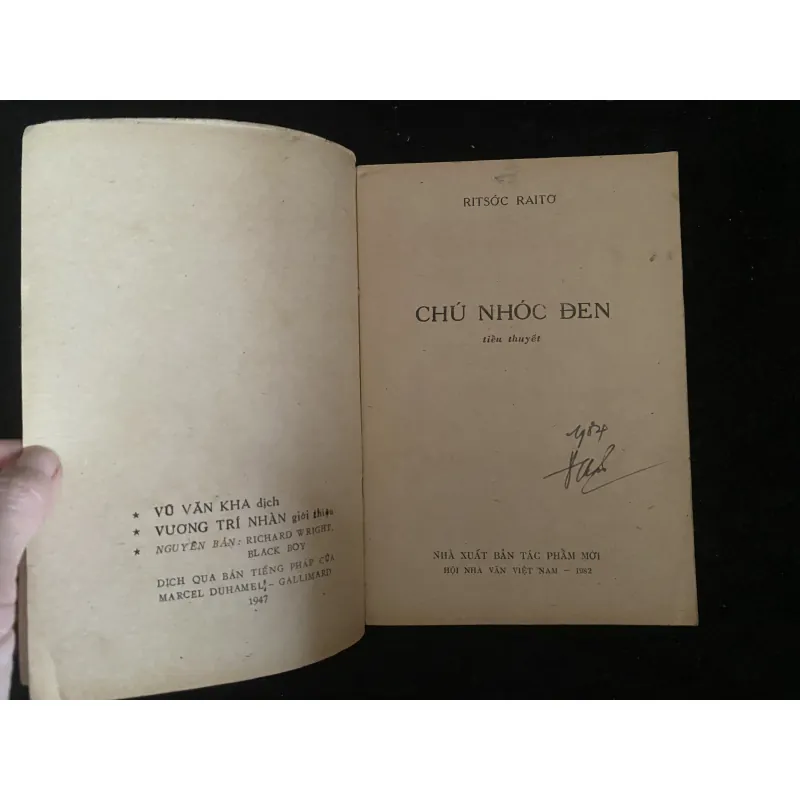 ★ VŨ VĂN KHA dịch
★ VƯƠNG TRÍ NHÀN giới thiệu
★ NGUYÊN BẢN: RICHARD WRIGHT,
BLACK BOY
DỊCH QUA BẢN TIẾNG PHÁP CỦA
MARCEL DUHAMEL, – GALLIMARD
1947
RITSÓC RAITƠ
CHÚ NHÓC ĐEN
tiểu thuyết
1984
NHÀ XUẤT BẢN TÁC PHẨM MỚI
HỘI NHÀ VĂN VIỆT NAM – 1982